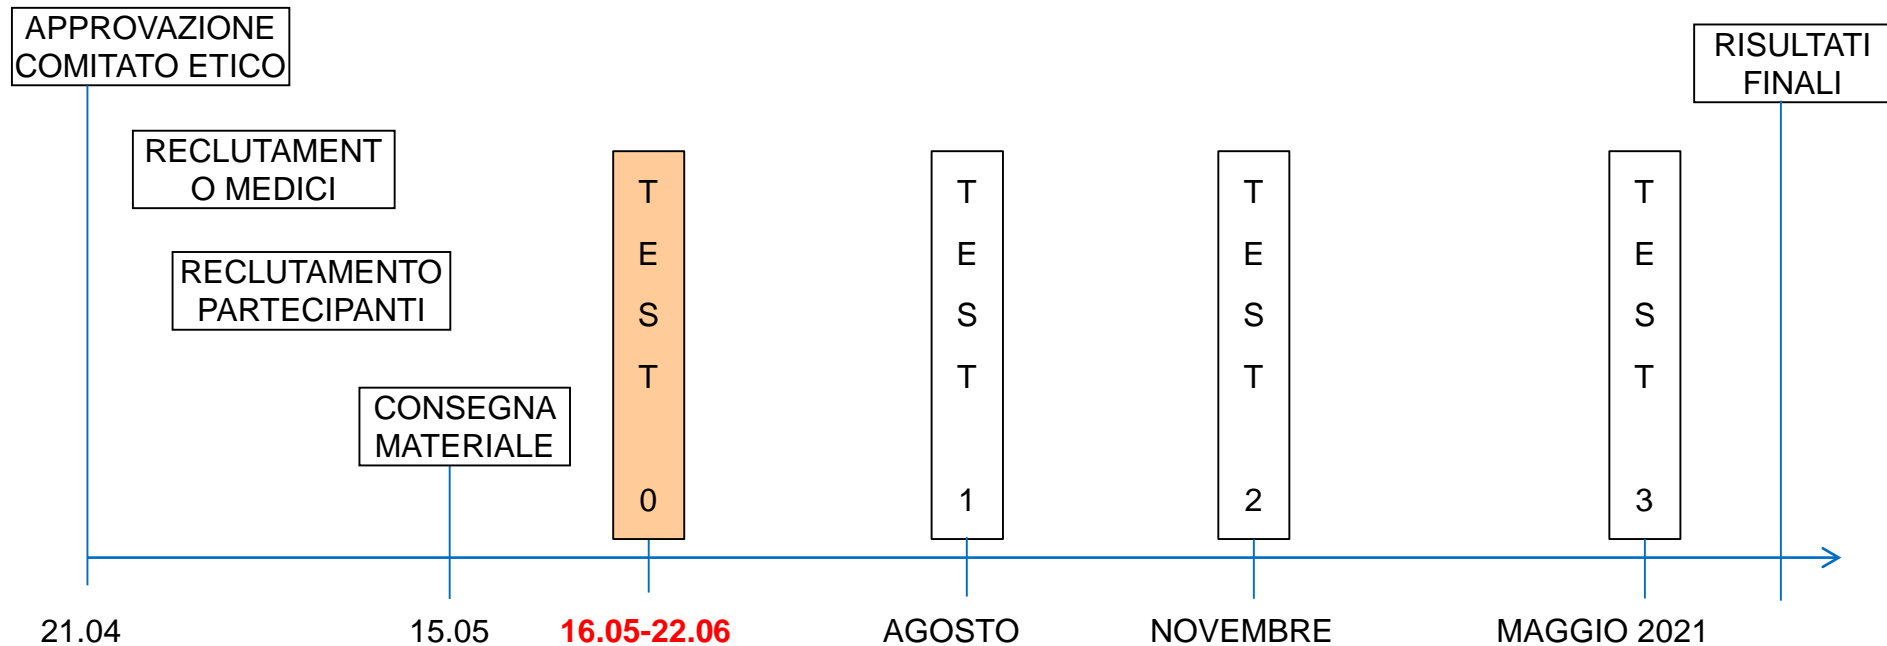 APPROVAZIONE
COMITATO ETICO
RISULTATI
FINALI
RECLUTAMENT
O MEDICI
RECLUTAMENTO
PARTECIPANTI
CONSEGNA
MATERIALE
T
E
S
T
0
T
E
S
T
1
T
E
S
T
2
T
E
S
T
3
21.04
15.05
16.05-22.06
AGOSTO
NOVEMBRE
MAGGIO 2021